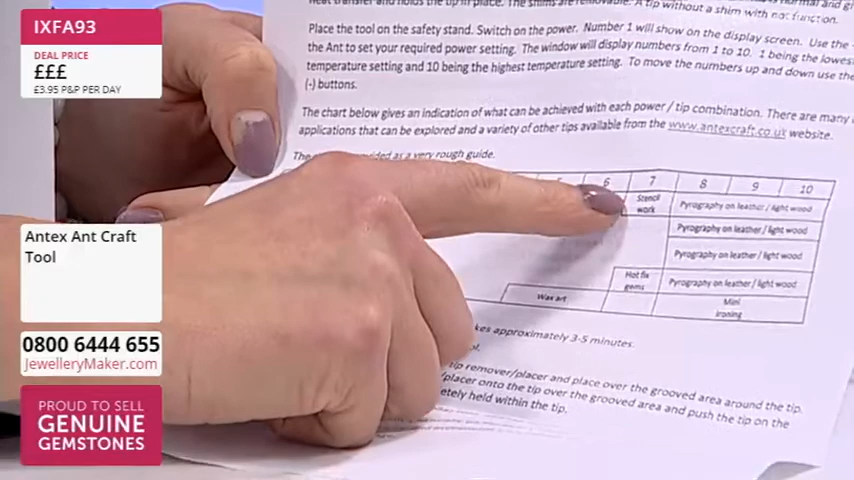 IXFA93
DEAL PRICE
£££
£3.95 P&P PER DAY
Antex Ant Craft
Tool
0800 6444 655
JewelleryMaker.com
PROUD TO SELL
GENUINE
GEMSTONES
heat transfer and holds the tip in place. The shims are removable. A tip without a shim with not function.
Place the tool on the safety stand. Switch on the power. Number 1 will show on the display screen. Use the
the Ant to set your required power setting. The window will display numbers from 1 to 10. 1 being the lowest
temperature setting and 10 being the highest temperature setting. To move the numbers up and down use the
(-) buttons.
The chart below gives an indication of what can be achieved with each power / tip combination. There are many
applications that can be explored and a variety of other tips available from the www.antexcraft.co.uk website.
as a very rough guide.
6 7 8 9 10
Stencil work Pyrography on leather / light wood
Pyrography on leather / light wood
Pyrography on leather / light wood
Hot fix gems Pyrography on leather / light wood
Wax art Mini ironing
kes approximately 3-5 minutes.
tip remover/placer and place over the grooved area around the tip.
/placer onto the tip over the grooved area and push the tip on the
etely held within the tip.